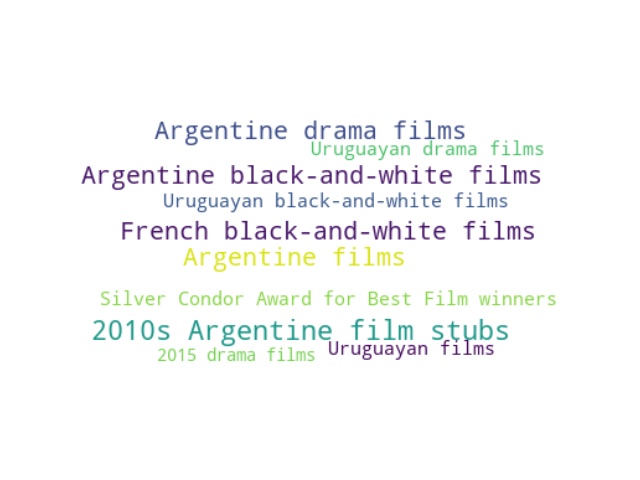 Argentine drama films
Uruguayan drama films
Argentine black-and-white films
Uruguayan black-and-white films
French black-and-white films
Argentine films
Silver Condor Award for Best Film winners
2010s Argentine film stubs
Uruguayan films
2015 drama films